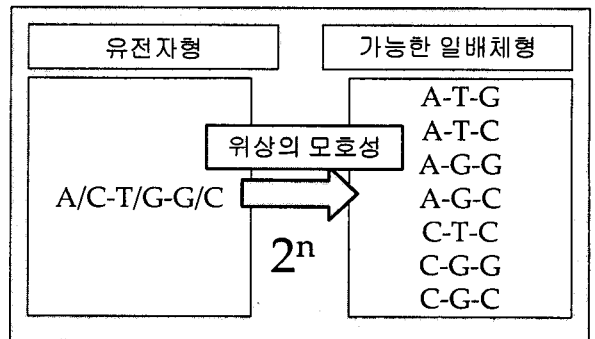 유전자형
가능한 일배체형
위상의 모호성
A/C-T/G-G/C
2ⁿ
A-T-G
A-T-C
A-G-G
A-G-C
C-T-C
C-G-G
C-G-C